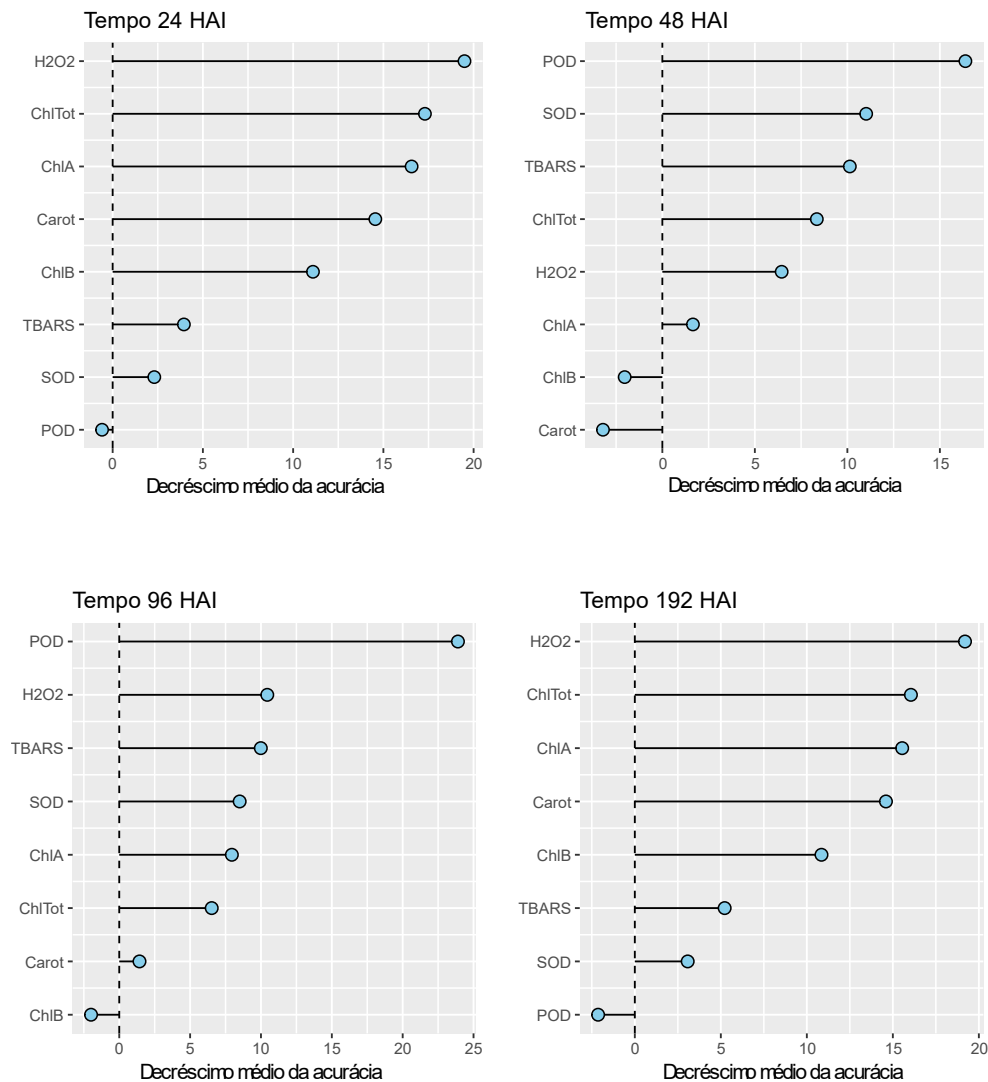 Tempo 24 HAI
H2O2
ChlTot
ChlA
Carot
ChlB
TBARS
SOD
POD
0 5 10 15 20
Decréscimo médio da acurácia
Tempo 48 HAI
POD
SOD
TBARS
ChlTot
H2O2
ChlA
ChlB
Carot
0 5 10 15
Decréscimo médio da acurácia
Tempo 96 HAI
POD
H2O2
TBARS
SOD
ChlA
ChlTot
Carot
ChlB
0 5 10 15 20 25
Decréscimo médio da acurácia
Tempo 192 HAI
H2O2
ChlTot
ChlA
Carot
ChlB
TBARS
SOD
POD
0 5 10 15 20
Decréscimo médio da acurácia